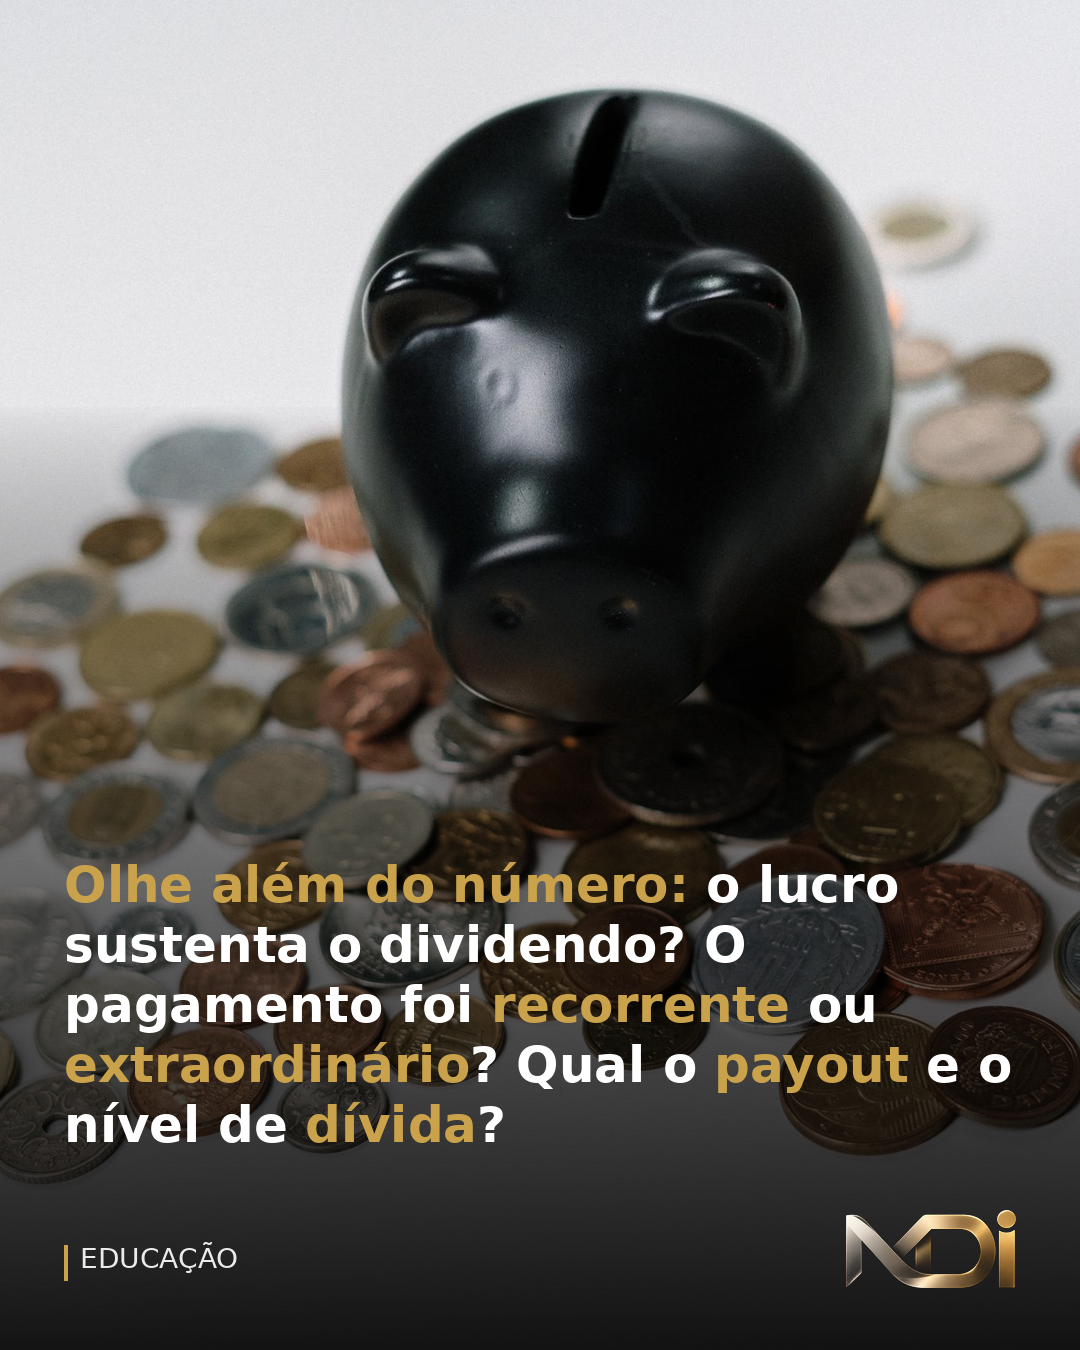 Olhe além do número: o lucro
sustenta o dividendo? O
pagamento foi recorrente ou
extraordinário? Qual o payout e o
nível de dívida?
EDUCAÇÃO
NDi